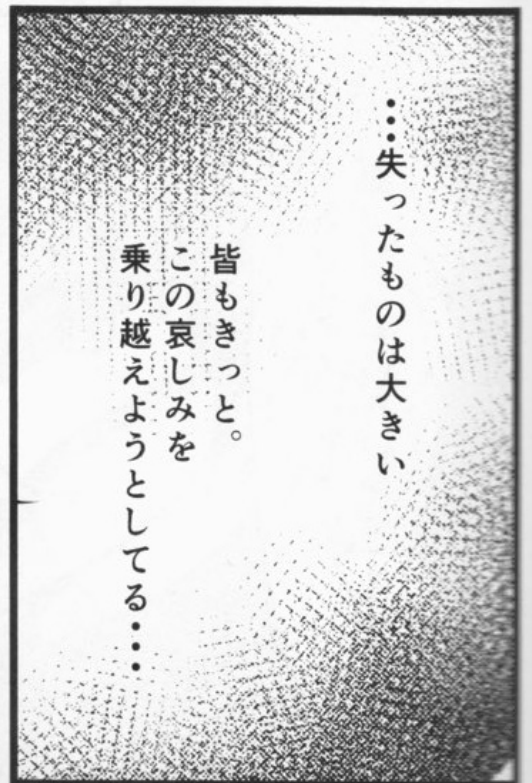 …失ったものは大きい
皆もきっと。
この哀しみを
乗り越えようとしてる…